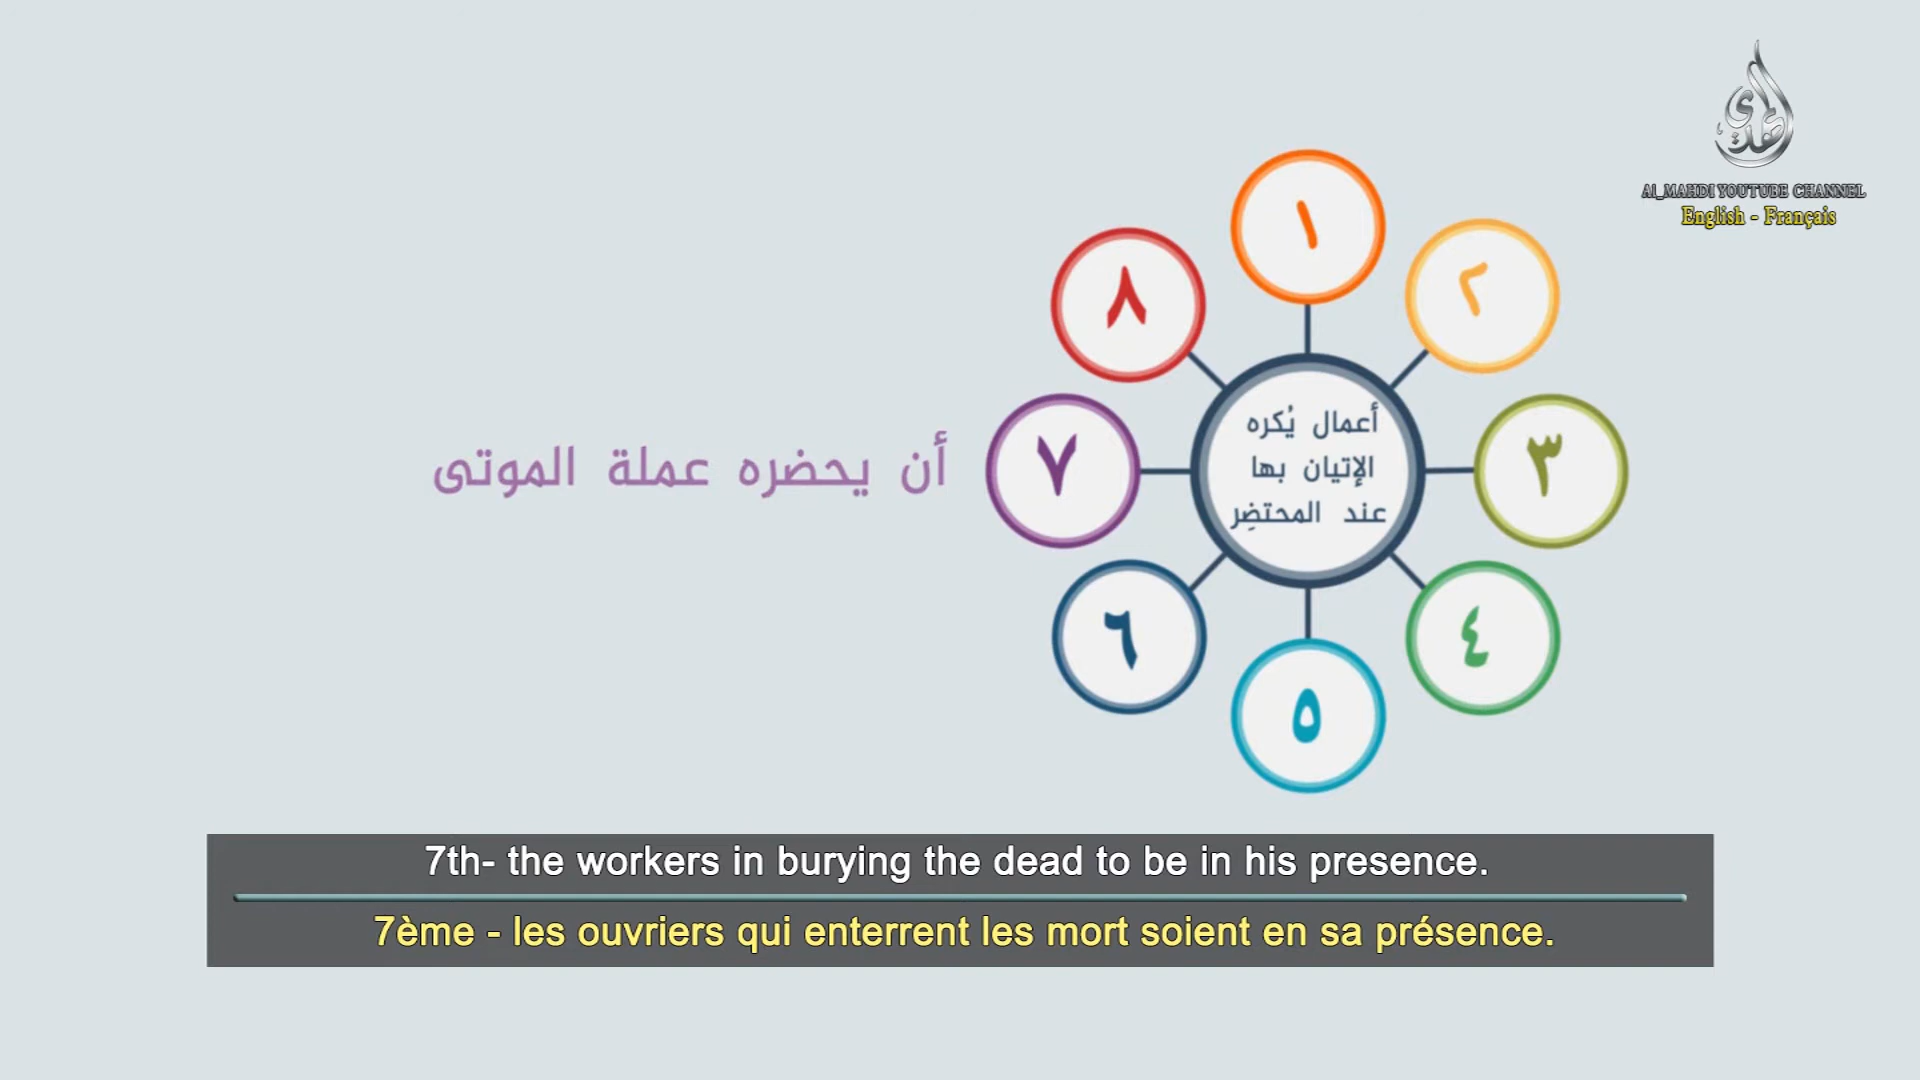 المهدي
Al_MAHDI YOUTUBE CHANNEL
English - Français
١
٢
٣
٤
٥
٦
٧
٨
أعمال يُكره
الإتيان بها
عند المحتضِر
أن يحضره عملة الموتى
7th- the workers in burying the dead to be in his presence.
7ème - les ouvriers qui enterrent les mort soient en sa présence.